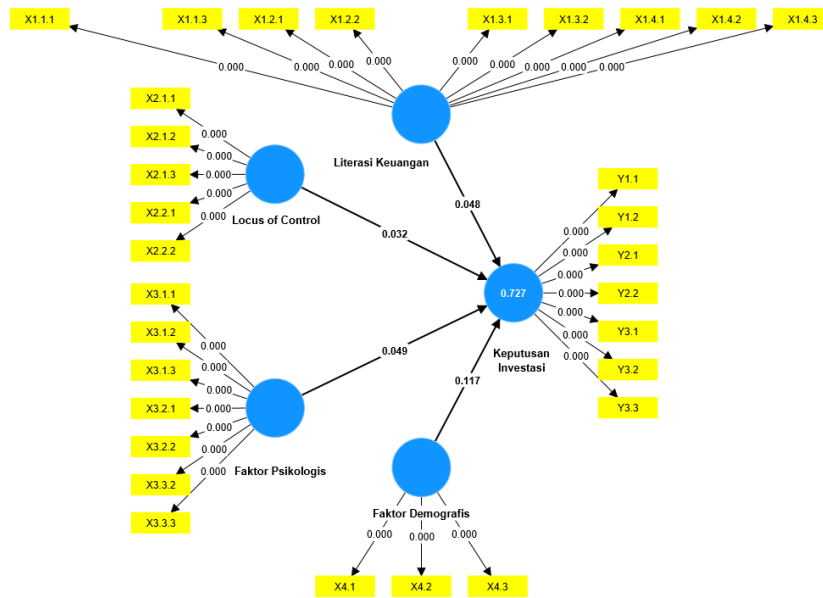 X1.1.1
X1.1.3
X1.2.1
X1.2.2
X1.3.1
X1.3.2
X1.4.1
X1.4.2
X1.4.3
0.000
0.000
0.000
0.000
0.000
0.000
0.000
0.000
0.000
Literasi Keuangan
X2.1.1
X2.1.2
X2.1.3
X2.2.1
X2.2.2
0.000
0.000
0.000
0.000
0.000
Locus of Control
0.048
0.032
X3.1.1
X3.1.2
X3.1.3
X3.2.1
X3.2.2
X3.3.2
X3.3.3
0.000
0.000
0.000
0.000
0.000
0.000
0.000
Faktor Psikologis
0.049
0.117
0.727
Keputusan
Investasi
Y1.1
Y1.2
Y2.1
Y2.2
Y3.1
Y3.2
Y3.3
0.000
0.000
0.000
0.000
0.000
0.000
0.000
Faktor Demografis
0.000
0.000
0.000
X4.1
X4.2
X4.3